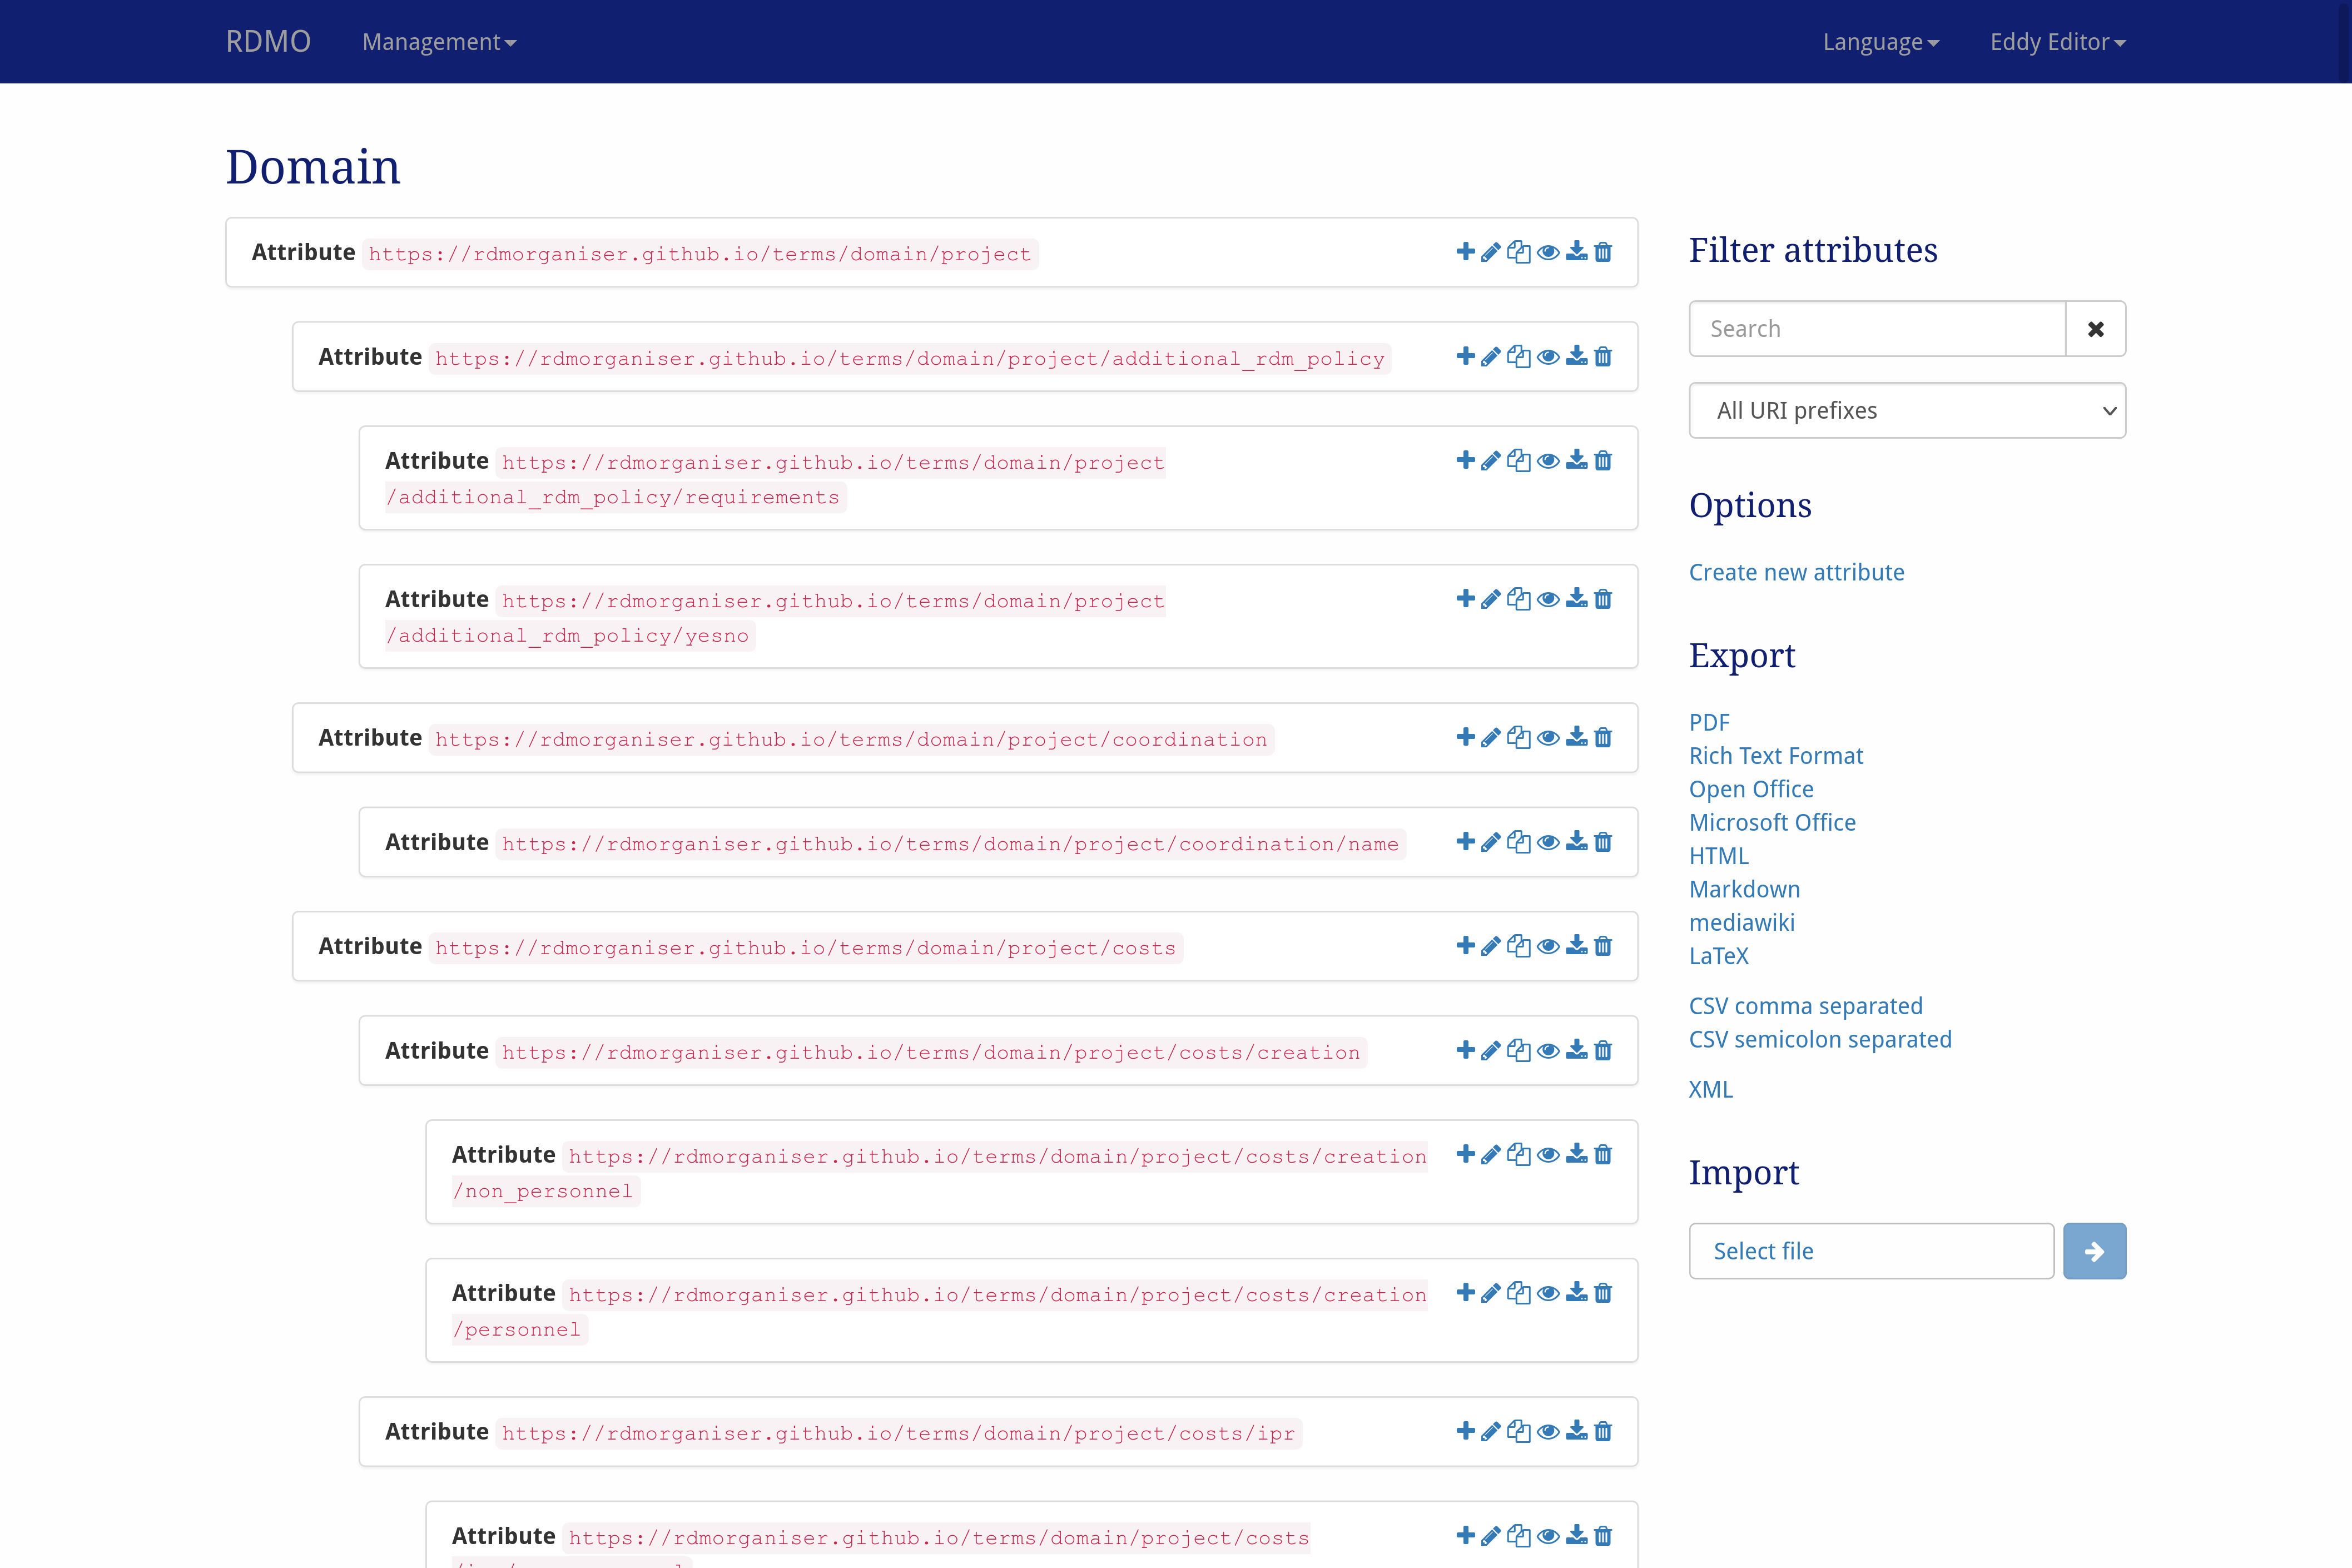 RDMO Management Language Eddy Editor
Domain
Attribute https://rdmorganiser.github.io/terms/domain/project
Attribute https://rdmorganiser.github.io/terms/domain/project/additional_rdm_policy
Attribute https://rdmorganiser.github.io/terms/domain/project
/additional_rdm_policy/requirements
Attribute https://rdmorganiser.github.io/terms/domain/project
/additional_rdm_policy/yesno
Attribute https://rdmorganiser.github.io/terms/domain/project/coordination
Attribute https://rdmorganiser.github.io/terms/domain/project/coordination/name
Attribute https://rdmorganiser.github.io/terms/domain/project/costs
Attribute https://rdmorganiser.github.io/terms/domain/project/costs/creation
Attribute https://rdmorganiser.github.io/terms/domain/project/costs/creation
/non_personnel
Attribute https://rdmorganiser.github.io/terms/domain/project/costs/creation
/personnel
Attribute https://rdmorganiser.github.io/terms/domain/project/costs/ipr
Attribute https://rdmorganiser.github.io/terms/domain/project/costs
Filter attributes
Search
All URI prefixes
Options
Create new attribute
Export
PDF
Rich Text Format
Open Office
Microsoft Office
HTML
Markdown
mediawiki
LaTeX
CSV comma separated
CSV semicolon separated
XML
Import
Select file